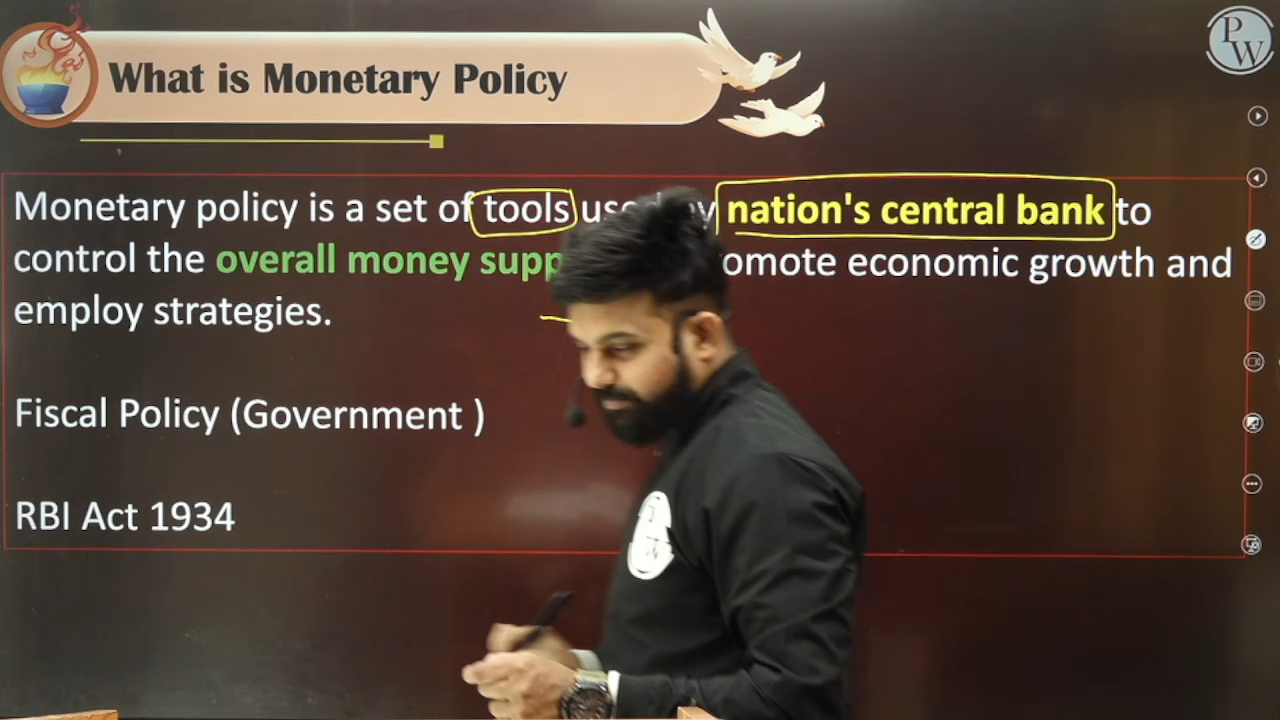 What is Monetary Policy
PW
Monetary policy is a set of tools nation's central bank to
control the overall money economic growth and
employ strategies.
Fiscal Policy (Government )
RBI Act 1934